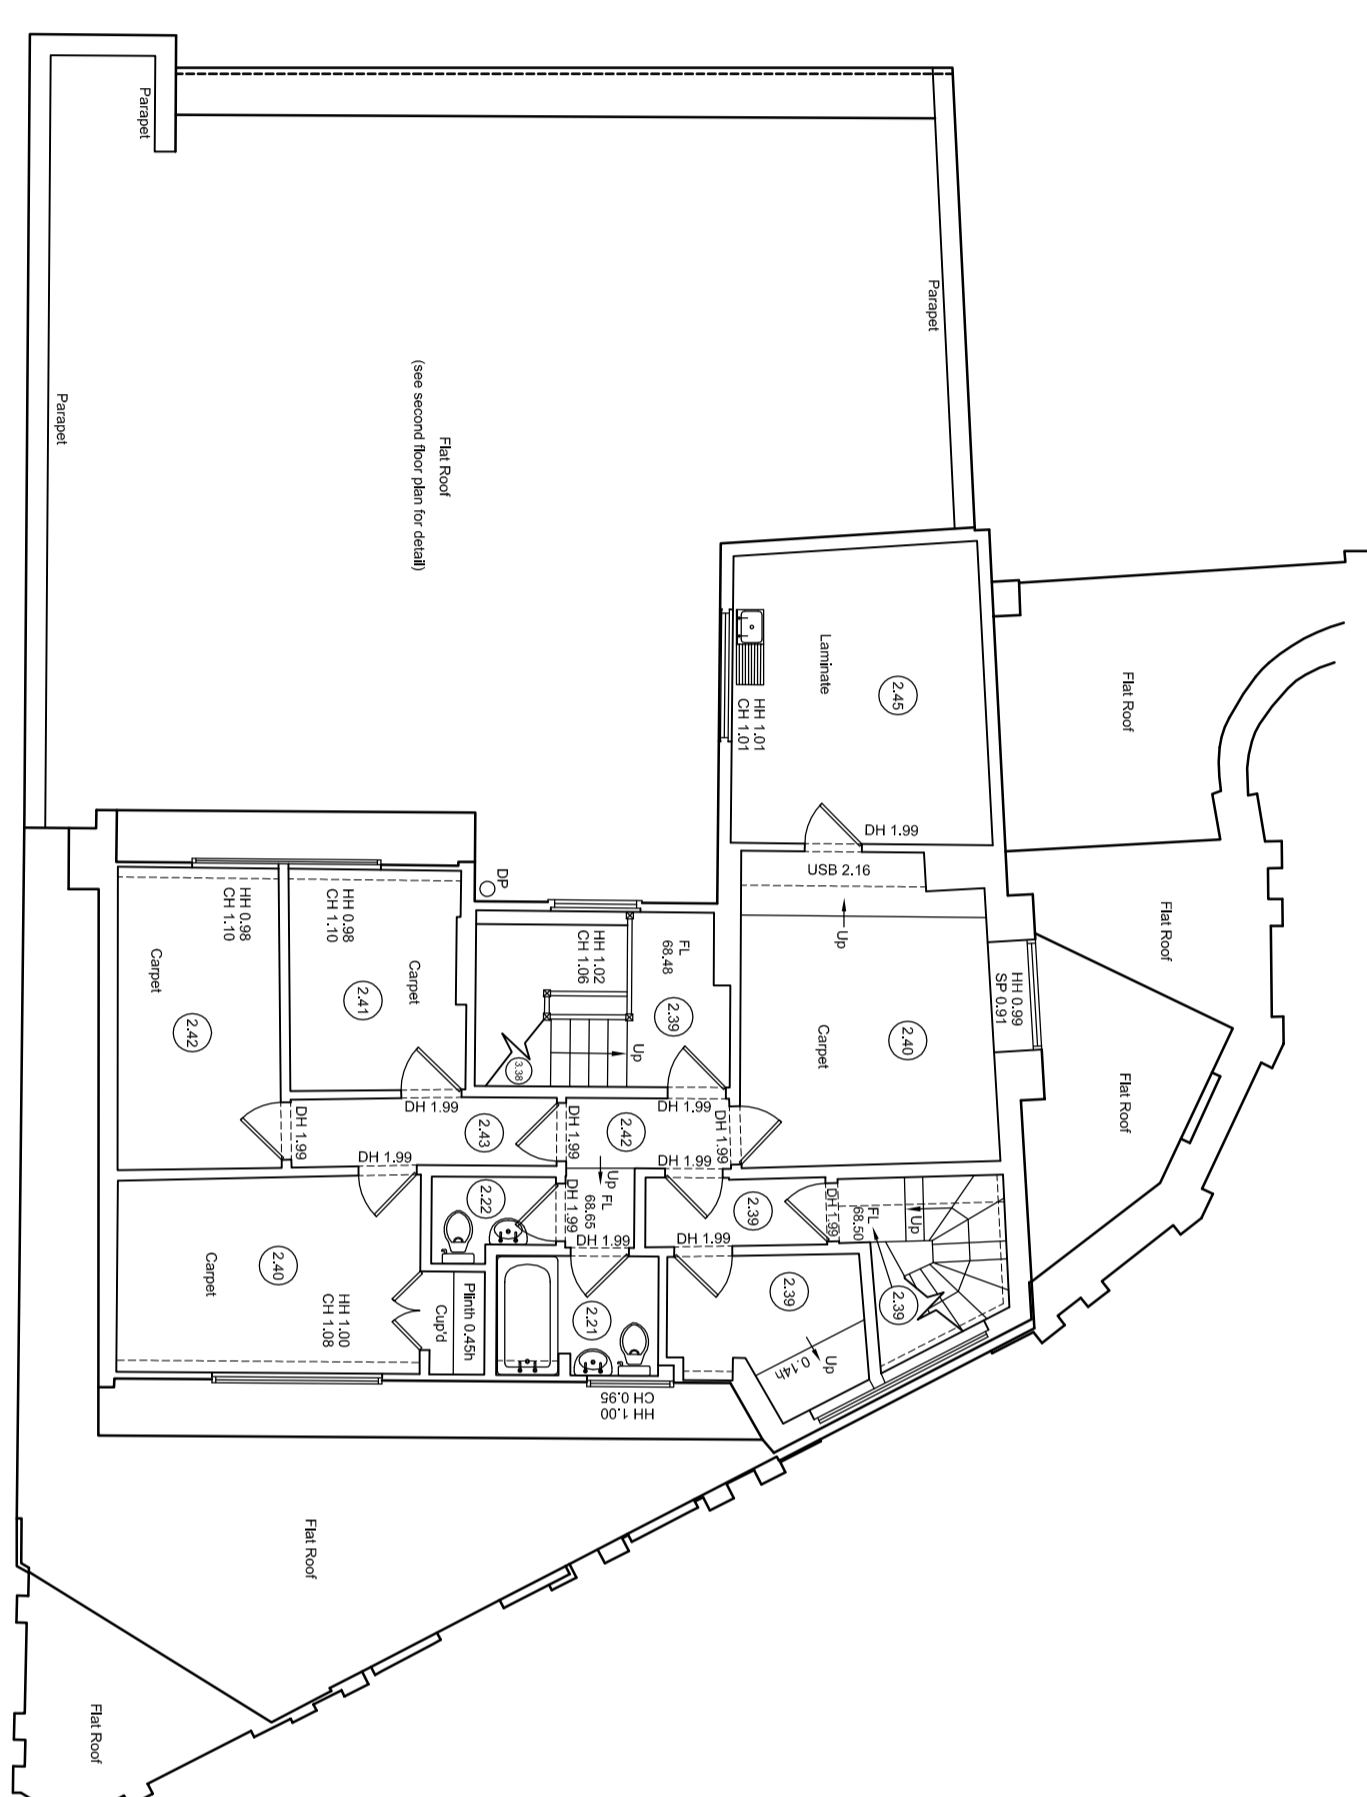 Parapet
Parapet
Parapet
Flat Roof
(see second floor plan for detail)
Flat Roof
Laminate
2.45
HH 1.01
CH 1.01
DH 1.99
USB 2.16
Up
DP
HH 0.98
CH 1.10
HH 0.98
CH 1.10
Carpet
2.42
Carpet
2.41
HH 1.02
CH 1.06
FL
68.48
2.39
Up
3.38
Carpet
2.40
HH 0.99
SP 0.91
Flat Roof
Flat Roof
DH 1.99
DH 1.99
2.43
DH 1.99
DH 1.99
2.42
DH 1.99
DH 1.99
DH 1.99
DH 1.99
2.22
Up
FL
68.65
DH 1.99
DH 1.99
2.39
DH 1.99
DH 1.99
FL
68.50
Up
2.39
Carpet
2.40
HH 1.00
CH 1.08
Cup'd
Plinth 0.45h
2.21
2.39
Up
0.14h
HH 1.00
CH 0.95
Flat Roof
Flat Roof